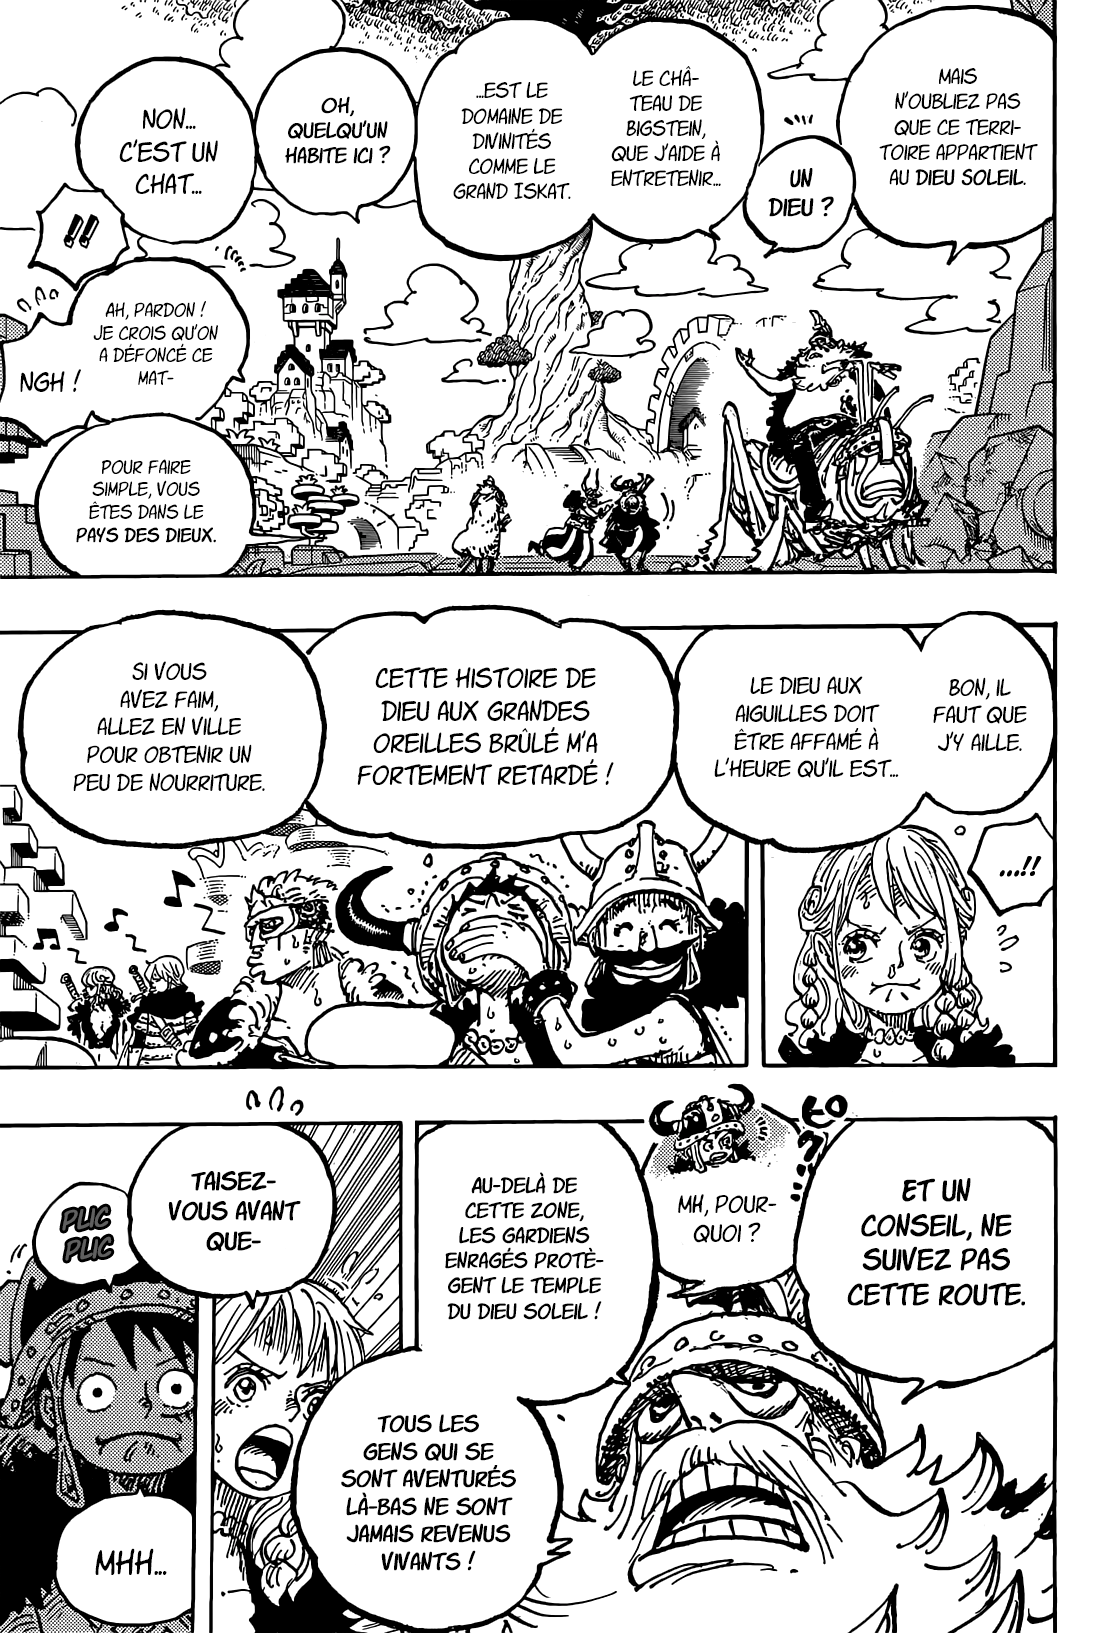 MAIS
N'OUBLIEZ PAS
QUE CE TERRI-
TOIRE APPARTIENT
AU DIEU SOLEIL.
UN
DIEU ?
LE CHÂ-
TEAU DE
BIGSTEIN,
QUE J'AIDE À
ENTRETENIR...
...EST LE
DOMAINE DE
DIVINITÉS
COMME LE
GRAND ISKAT.
OH,
QUELQU'UN
HABITE ICI ?
NON...
C'EST UN
CHAT...
!!
AH, PARDON !
JE CROIS QU'ON
A DÉFONCÉ CE
MAT-
NGH !
POUR FAIRE
SIMPLE, VOUS
ÊTES DANS LE
PAYS DES DIEUX.
BON, IL
FAUT QUE
J'Y AILLE.
LE DIEU AUX
AIGUILLES DOIT
ÊTRE AFFAMÉ À
L'HEURE QU'IL EST...
...!!
CETTE HISTOIRE DE
DIEU AUX GRANDES
OREILLES BRÛLÉ M'A
FORTEMENT RETARDÉ !
SI VOUS
AVEZ FAIM,
ALLEZ EN VILLE
POUR OBTENIR UN
PEU DE NOURRITURE.
ET UN
CONSEIL, NE
SUIVEZ PAS
CETTE ROUTE.
MH, POUR-
QUOI ?
AU-DELÀ DE
CETTE ZONE,
LES GARDIENS
ENRAGÉS PROTÈ-
GENT LE TEMPLE
DU DIEU SOLEIL !
TOUS LES
GENS QUI SE
SONT AVENTURÉS
LÀ-BAS NE SONT
JAMAIS REVENUS
VIVANTS !
TAISEZ-
VOUS AVANT
QUE-
PLIC
PLIC
MHH...